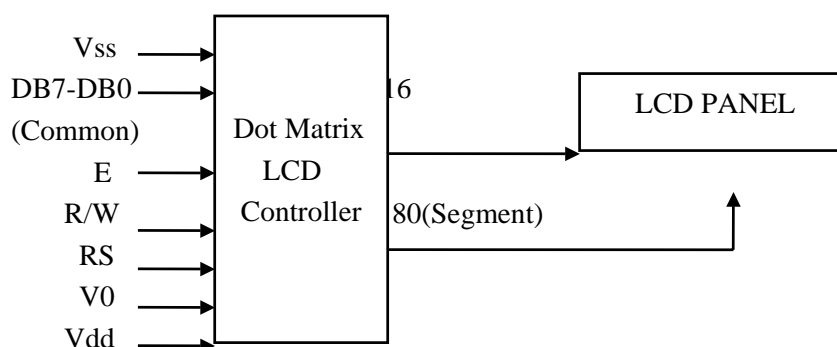 Vss
DB7-DB0
(Common)
E
R/W
RS
V0
Vdd
Dot Matrix
LCD
Controller
16
80(Segment)
LCD PANEL